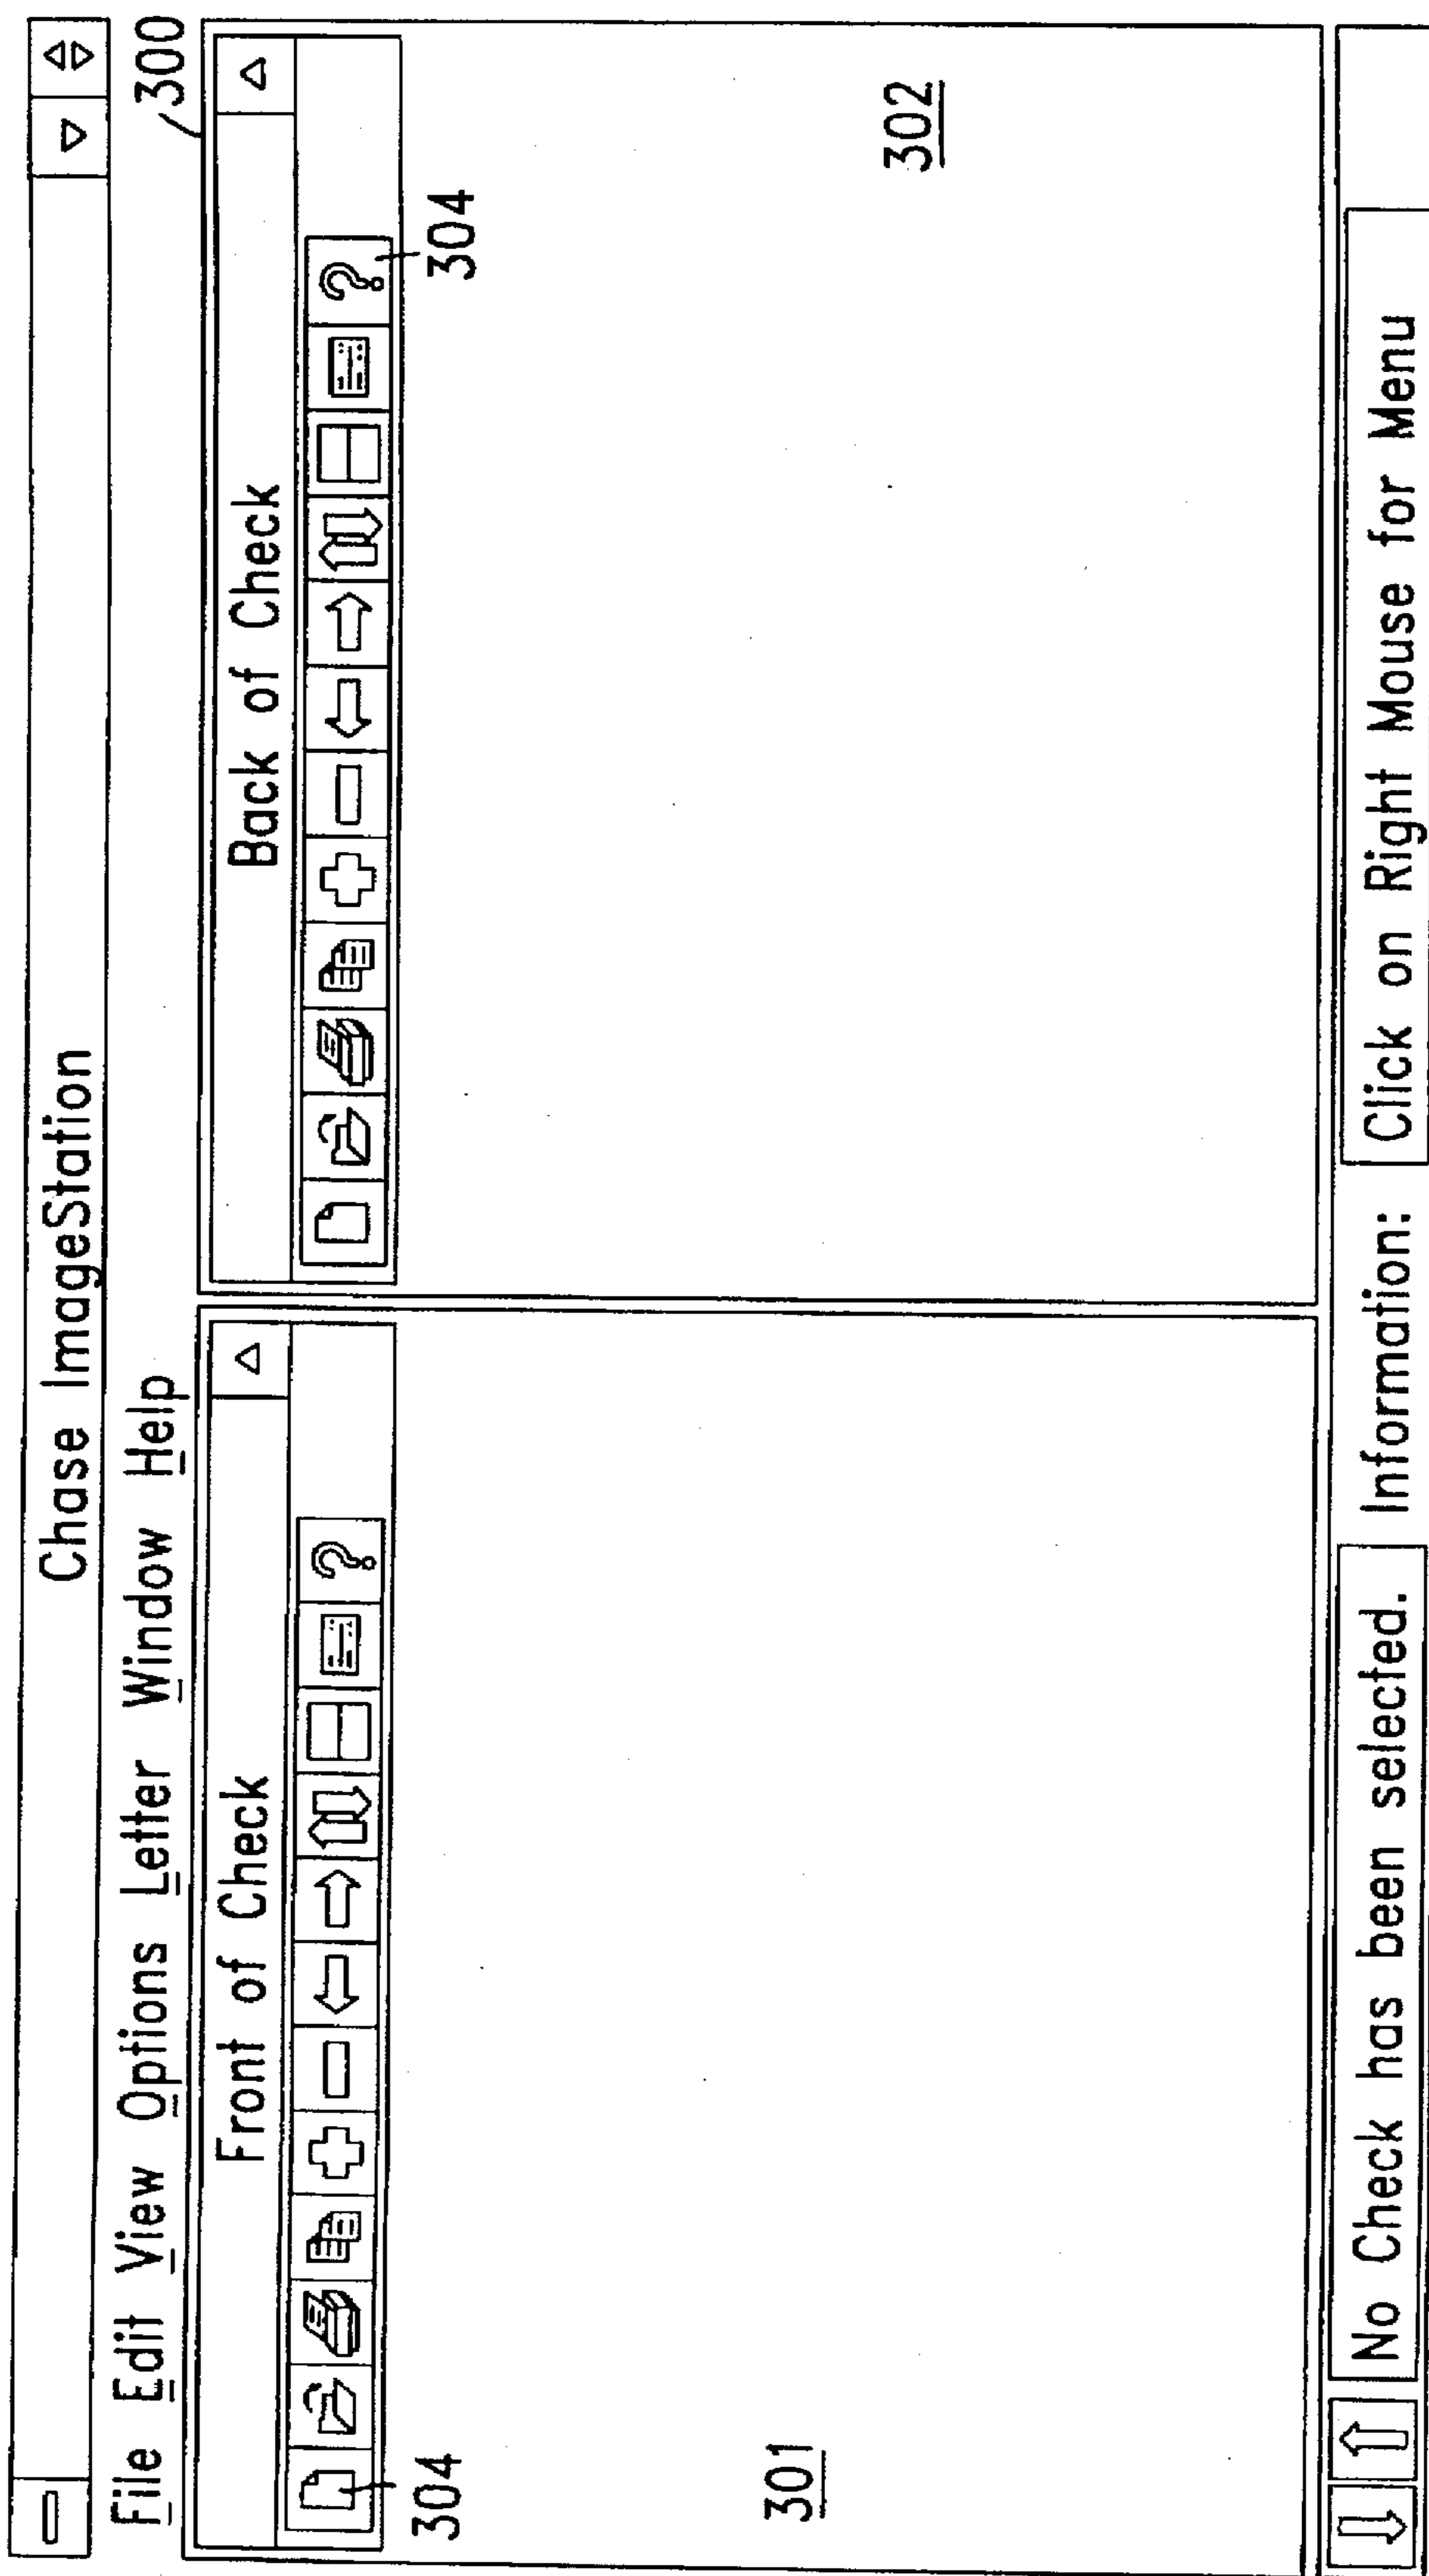 Chase ImageStation
File Edit View Options Letter Window Help
300
Front of Check
Back of Check
? ?
304
304
301
302
No Check has been selected. Information: Click on Right Mouse for Menu